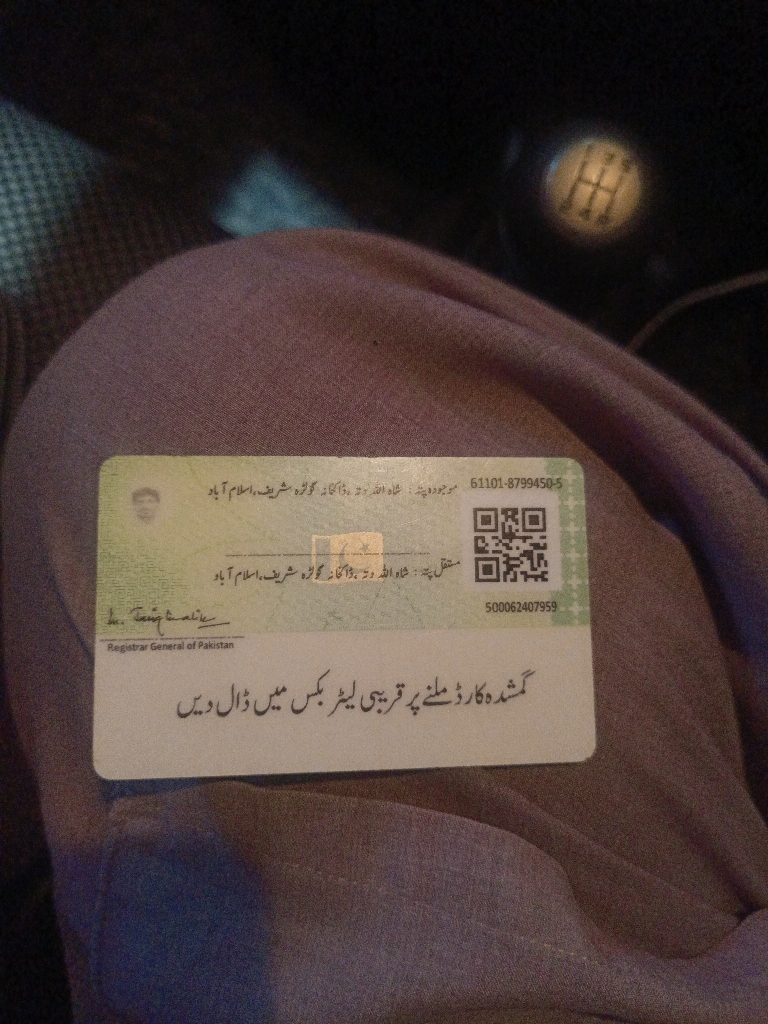 61101-8799450-5
موجودہ پتہ : شاہ اللہ دتہ ،ڈاکخانہ گولڑہ شریف،اسلام آباد
مستقل پتہ : شاہ اللہ دتہ ،ڈاکخانہ گولڑہ شریف،اسلام آباد
500062407959
Registrar General of Pakistan
گمشدہ کارڈ ملنے پر قریبی لیٹر بکس میں ڈال دیں